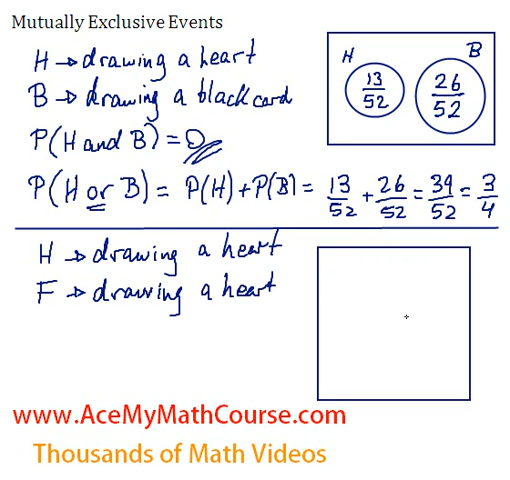 Mutually Exclusive Events
H → drawing a heart
B → drawing a black card
P(H and B) = 0
P(H or B) = P(H) + P(B) = 13/52 + 26/52 = 39/52 = 3/4
H B
13/52 26/52
H → drawing a heart
F → drawing a heart
www.AceMyMathCourse.com
Thousands of Math Videos